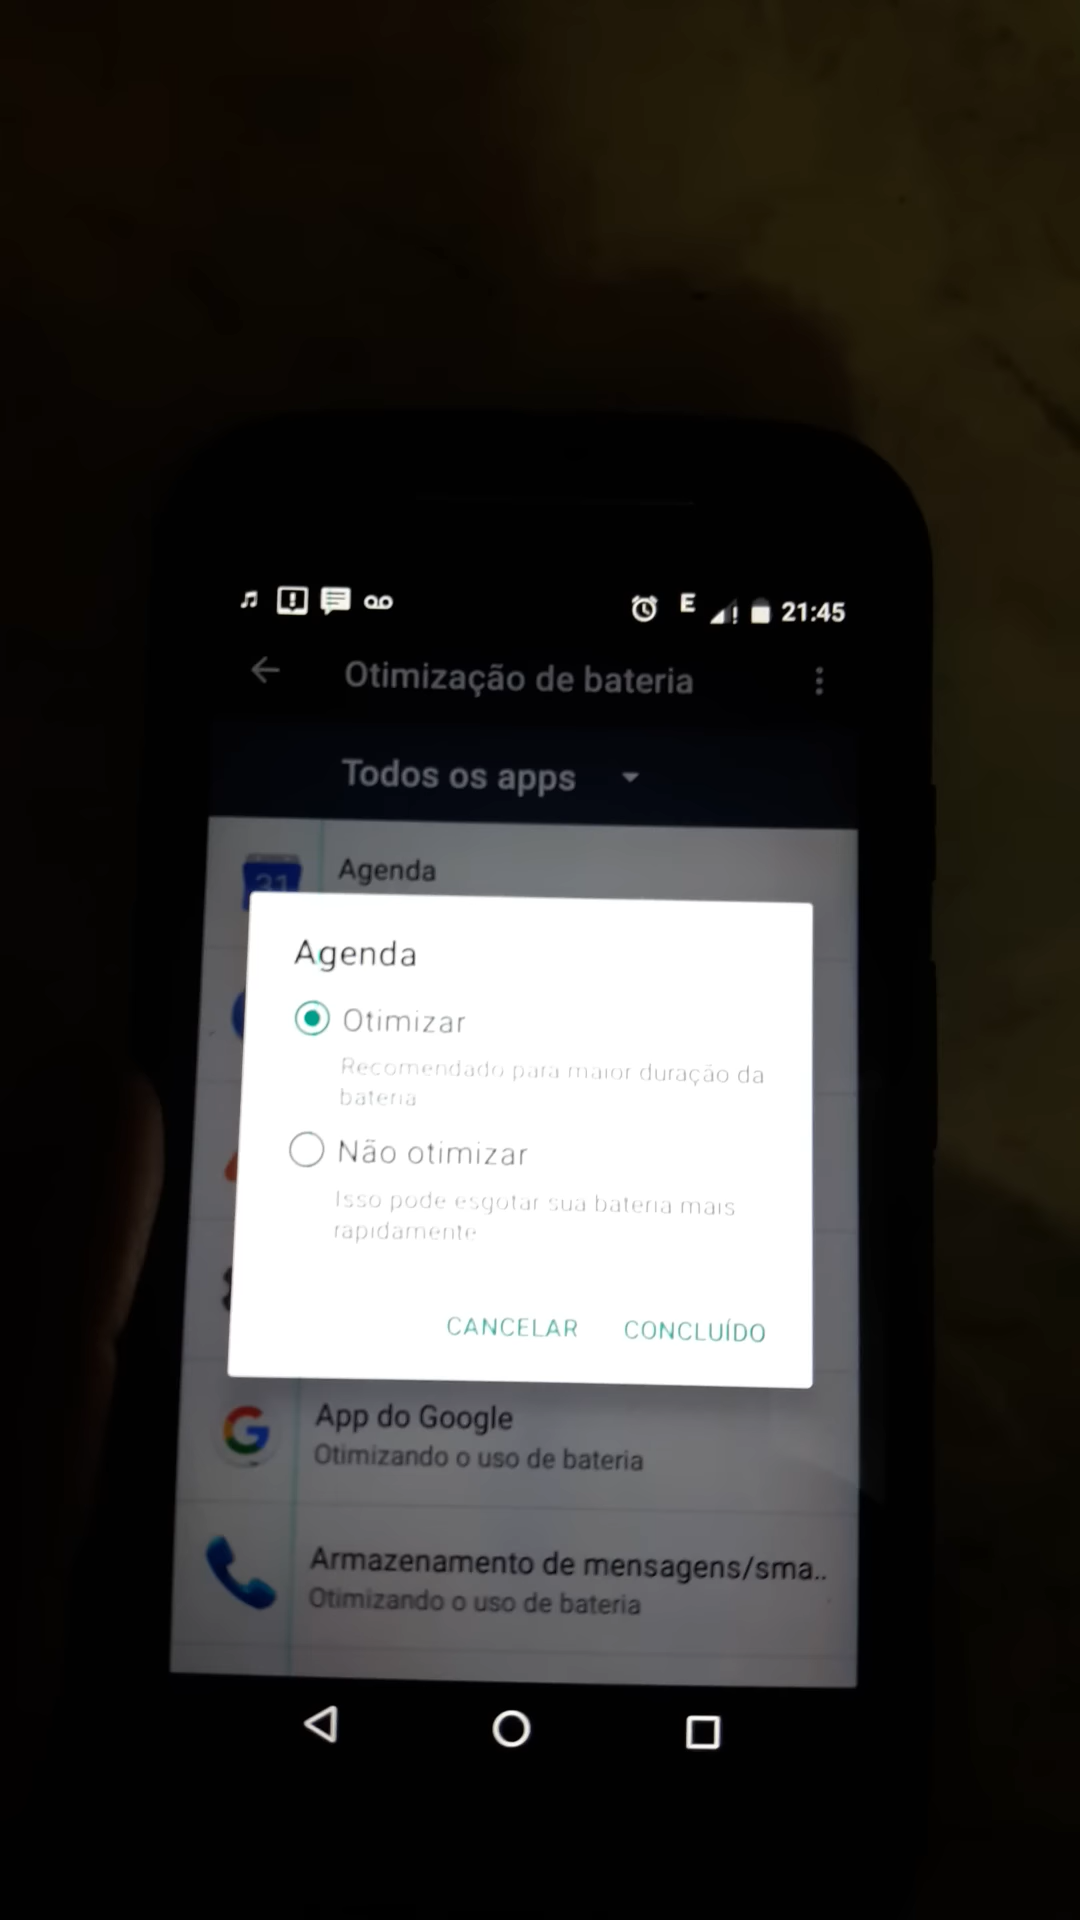 E 21:45
Otimização de bateria
Todos os apps
31
Agenda
Agenda
Otimizar
Recomendado para maior duração da
bateria
Não otimizar
Isso pode esgotar sua bateria mais
rapidamente
CANCELAR CONCLUÍDO
App do Google
Otimizando o uso de bateria
Armazenamento de mensagens/sma..
Otimizando o uso de bateria